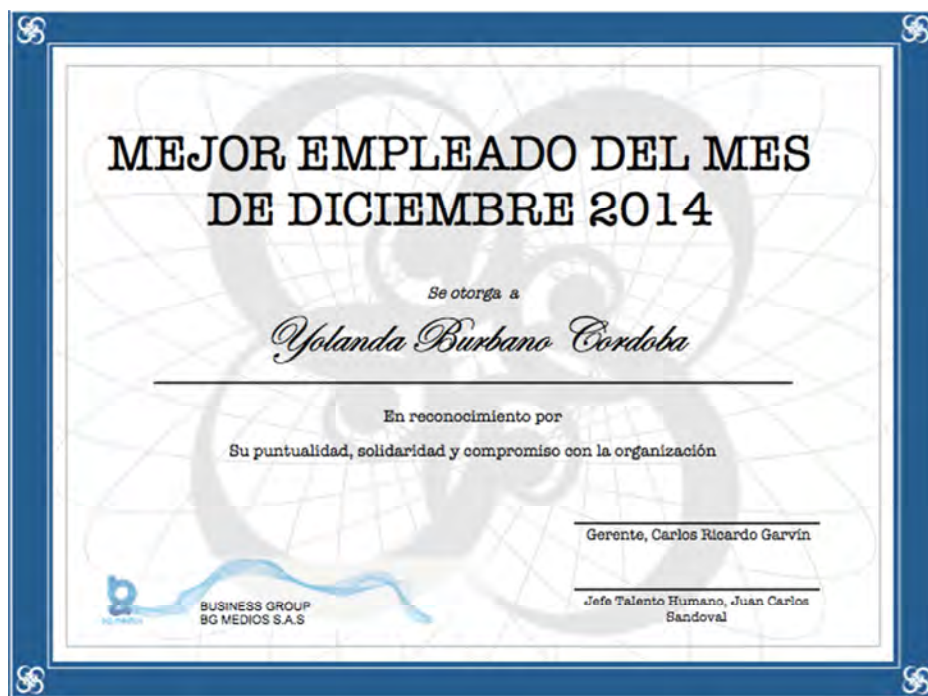 MEJOR EMPLEADO DEL MES
DE DICIEMBRE 2014
Se otorga a
Yolanda Burbano Cordoba
En reconocimiento por
Su puntualidad, solidaridad y compromiso con la organización
Gerente, Carlos Ricardo Garvín
Jefe Talento Humano, Juan Carlos
Sandoval
BUSINESS GROUP
BG MEDIOS S.A.S